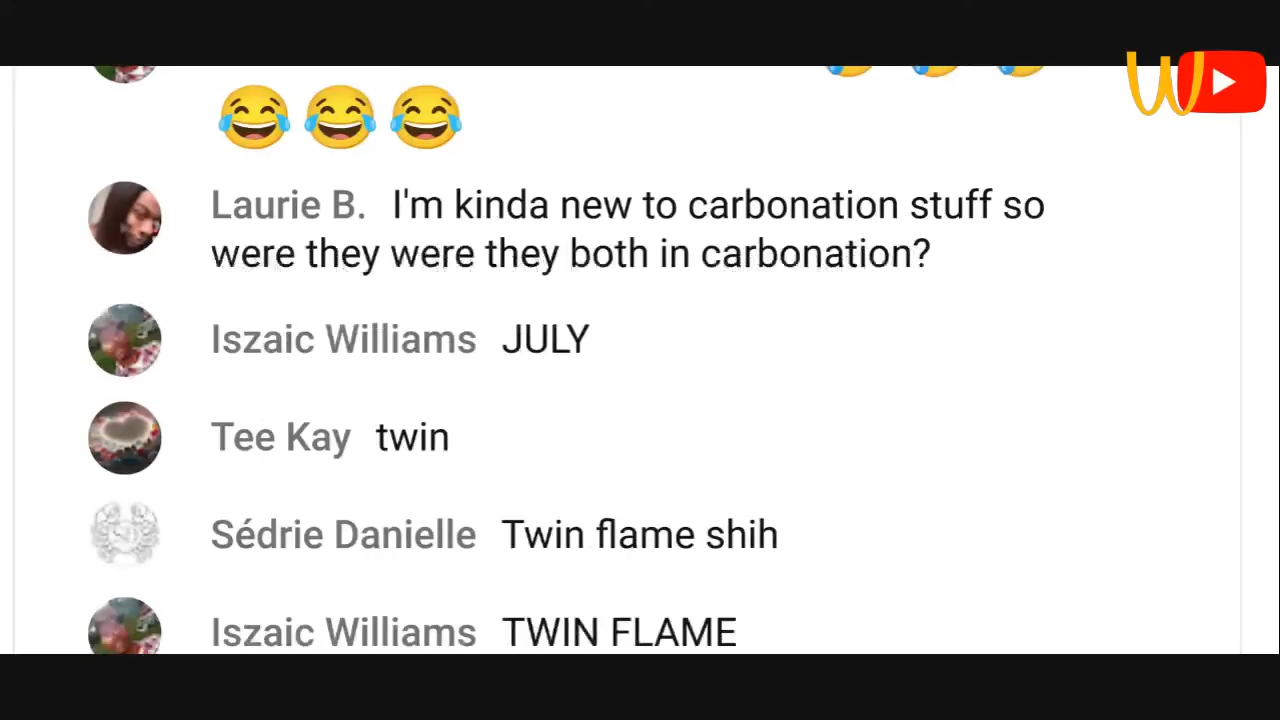 😂😂😂
Laurie B. I'm kinda new to carbonation stuff so
were they were they both in carbonation?
Iszaic Williams JULY
Tee Kay twin
Sédrie Danielle Twin flame shih
Iszaic Williams TWIN FLAME